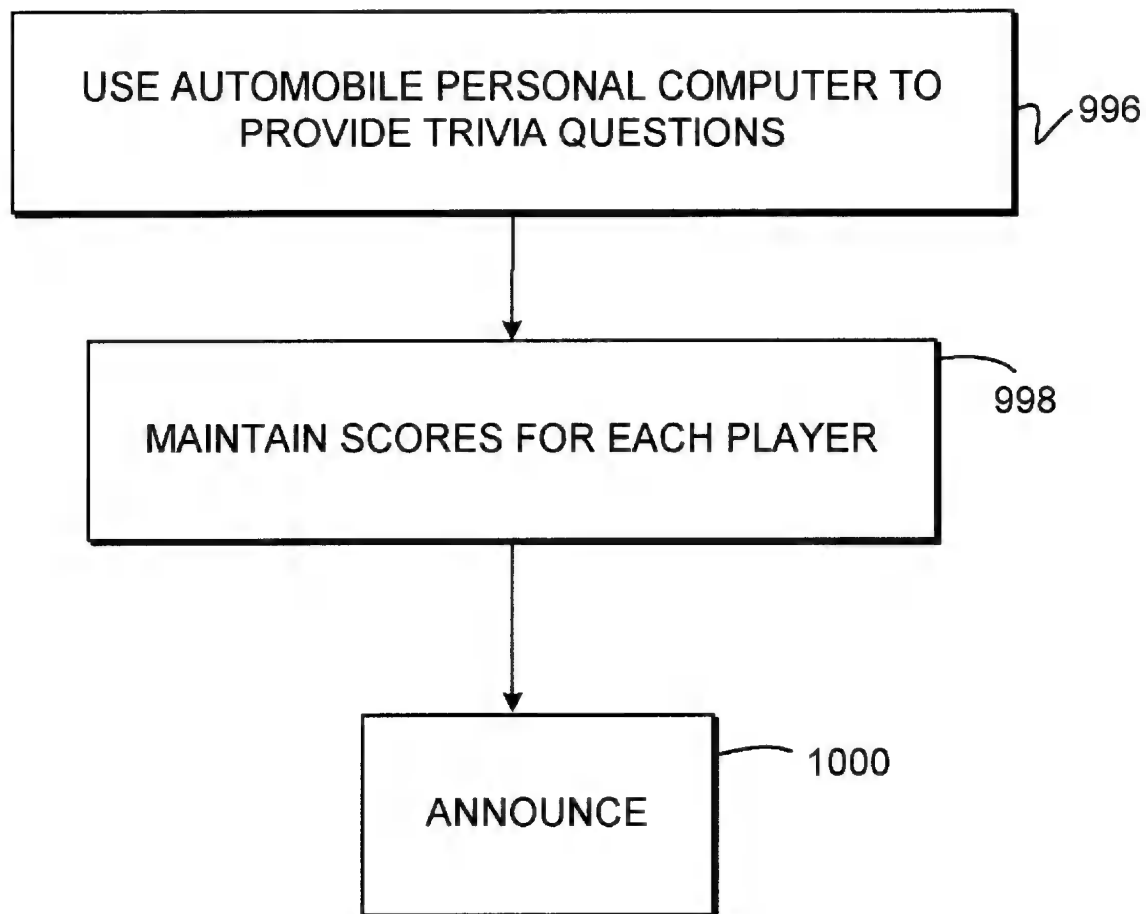 USE AUTOMOBILE PERSONAL COMPUTER TO
PROVIDE TRIVIA QUESTIONS
996
MAINTAIN SCORES FOR EACH PLAYER
998
ANNOUNCE
1000